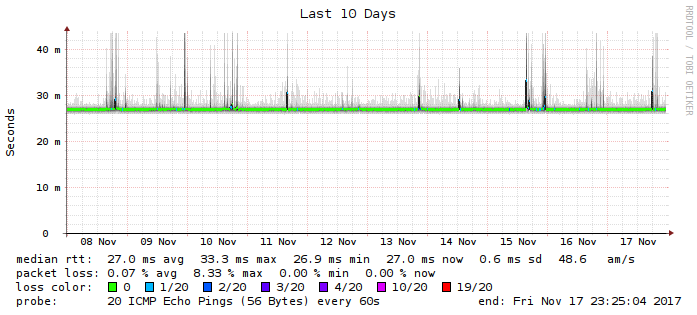 Last 10 Days
RRDTOOL / TOBI OETIKER
Seconds
40 m
30 m
20 m
10 m
0
08 Nov 09 Nov 10 Nov 11 Nov 12 Nov 13 Nov 14 Nov 15 Nov 16 Nov 17 Nov
median rtt: 27.0 ms avg 33.3 ms max 26.9 ms min 27.0 ms now 0.6 ms sd 48.6 am/s
packet loss: 0.07 % avg 8.33 % max 0.00 % min 0.00 % now
loss color: 0 1/20 2/20 3/20 4/20 10/20 19/20
probe: 20 ICMP Echo Pings (56 Bytes) every 60s end: Fri Nov 17 23:25:04 2017